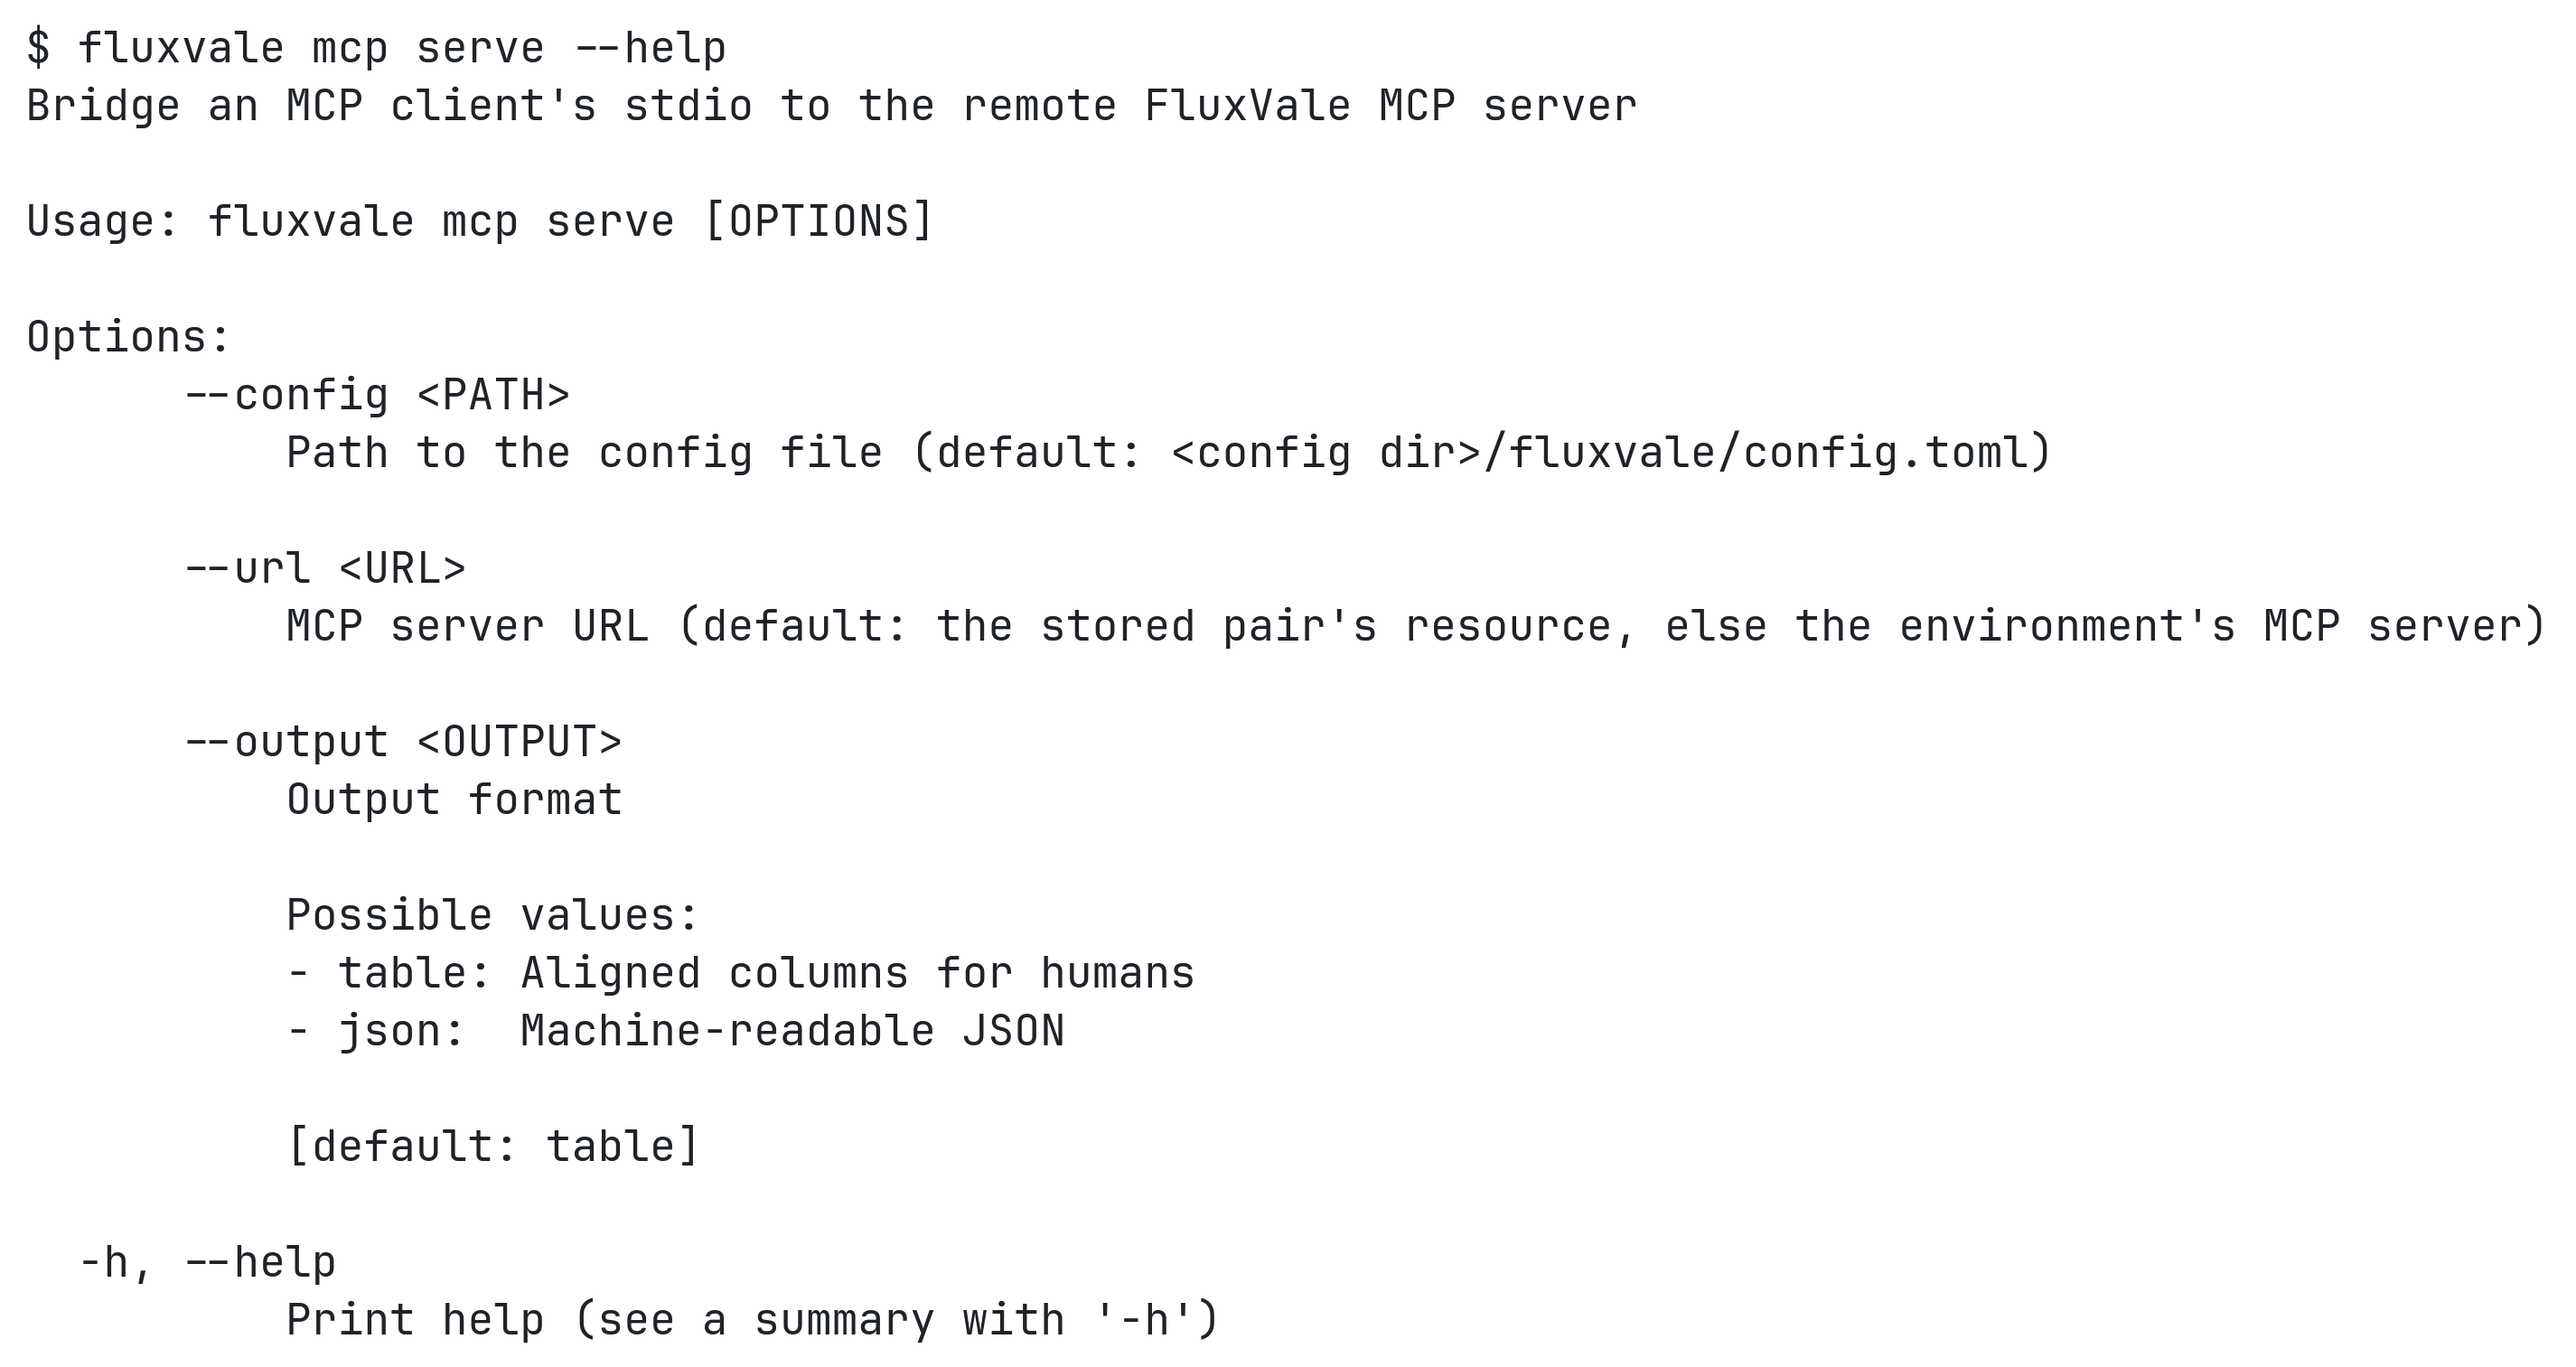 $ fluxvale mcp serve --help
Bridge an MCP client's stdio to the remote FluxVale MCP server

Usage: fluxvale mcp serve [OPTIONS]

Options:
      --config <PATH>
          Path to the config file (default: <config dir>/fluxvale/config.toml)

      --url <URL>
          MCP server URL (default: the stored pair's resource, else the environment's MCP server)

      --output <OUTPUT>
          Output format

          Possible values:
          - table: Aligned columns for humans
          - json:  Machine-readable JSON

          [default: table]

  -h, --help
          Print help (see a summary with '-h')